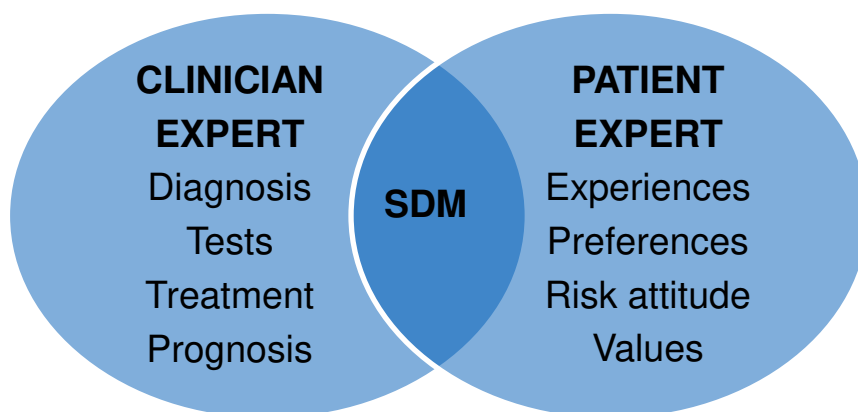 CLINICIAN
EXPERT
Diagnosis
Tests
Treatment
Prognosis
SDM
PATIENT
EXPERT
Experiences
Preferences
Risk attitude
Values